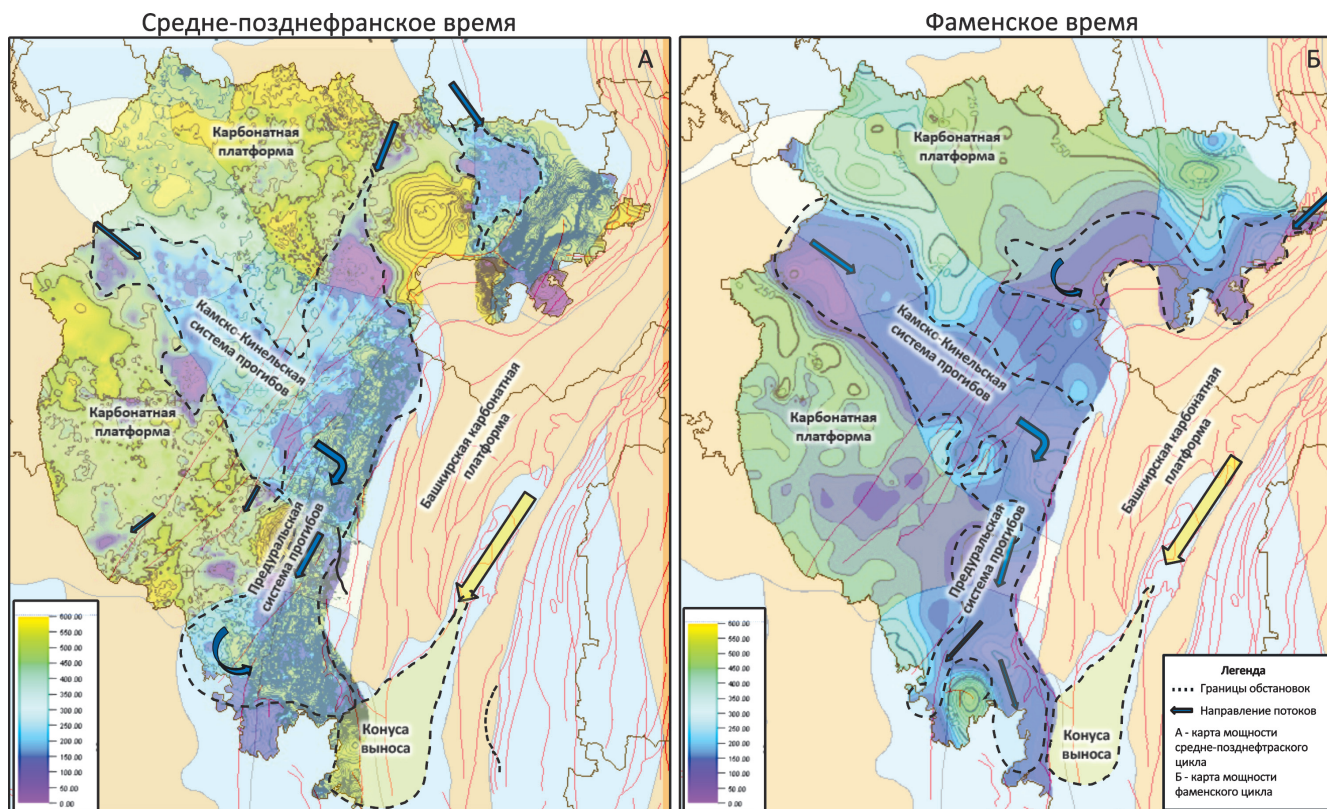 Средне-позднефранское время
А
Карбонатная
платформа
Камско-Кинельская
система прогибов
Карбонатная
платформа
Башкирская карбонатная
платформа
Предуральская
система прогибов
Конуса
выноса
600.00
550.00
500.00
450.00
400.00
350.00
300.00
250.00
200.00
150.00
100.00
50.00
0.00
Фаменское время
Б
Карбонатная
платформа
250
Камско-Кинельская
система прогибов
Карбонатная
платформа
Башкирская карбонатная
платформа
Предуральская
система прогибов
Конуса
выноса
600.00
550.00
500.00
450.00
400.00
350.00
300.00
250.00
200.00
150.00
100.00
50.00
0.00
Легенда
Границы обстановок
Направление потоков
А - карта мощности
средне-позднефтраского
цикла
Б - карта мощности
фаменского цикла